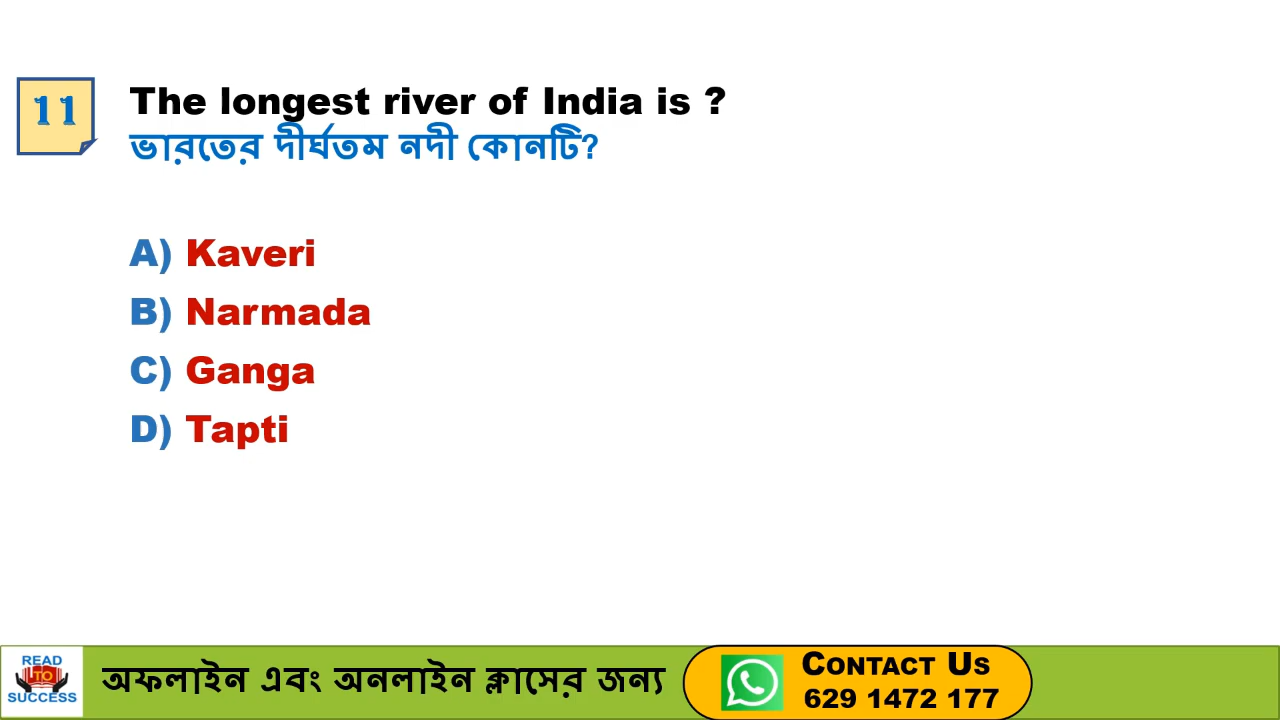 11
The longest river of India is ?
ভারতের দীর্ঘতম নদী কোনটি?
A) Kaveri
B) Narmada
C) Ganga
D) Tapti
READ
TO
SUCCESS
অফলাইন এবং অনলাইন ক্লাসের জন্য
CONTACT US
629 1472 177